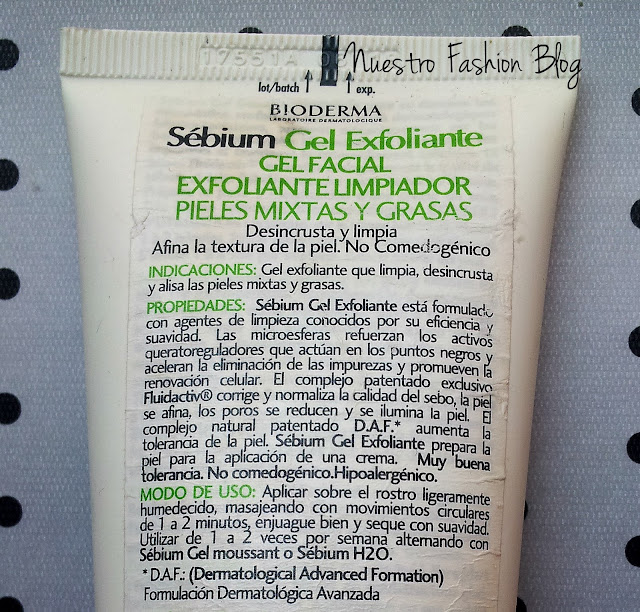 17551A
Nuestro Fashion Blog
lot/batch exp.
BIODERMA
LABORATOIRE DERMATOLOGIQUE
Sébium Gel Exfoliante
GEL FACIAL
EXFOLIANTE LIMPIADOR
PIELES MIXTAS Y GRASAS
Desincrusta y limpia
Afina la textura de la piel. No Comedogénico
INDICACIONES: Gel exfoliante que limpia, desincrusta
y alisa las pieles mixtas y grasas.
PROPIEDADES: Sébium Gel Exfoliante está formulado
con agentes de limpieza conocidos por su eficiencia y
suavidad. Las microesferas refuerzan los activos
queratoreguladores que actúan en los puntos negros y
aceleran la eliminación de las impurezas y promueven la
renovación celular. El complejo patentado exclusivo
Fluidactiv® corrige y normaliza la calidad del sebo, la piel
se afina, los poros se reducen y se ilumina la piel. El
complejo natural patentado D.A.F.* aumenta la
tolerancia de la piel. Sébium Gel Exfoliante prepara la
piel para la aplicación de una crema. Muy buena
tolerancia. No comedogénico.Hipoalergénico.
MODO DE USO: Aplicar sobre el rostro ligeramente
humedecido, masajeando con movimientos circulares
de 1 a 2 minutos, enjuague bien y seque con suavidad.
Utilizar de 1 a 2 veces por semana alternando con
Sébium Gel moussant o Sébium H2O.
* D.A.F.: (Dermatological Advanced Formation)
Formulación Dermatológica Avanzada